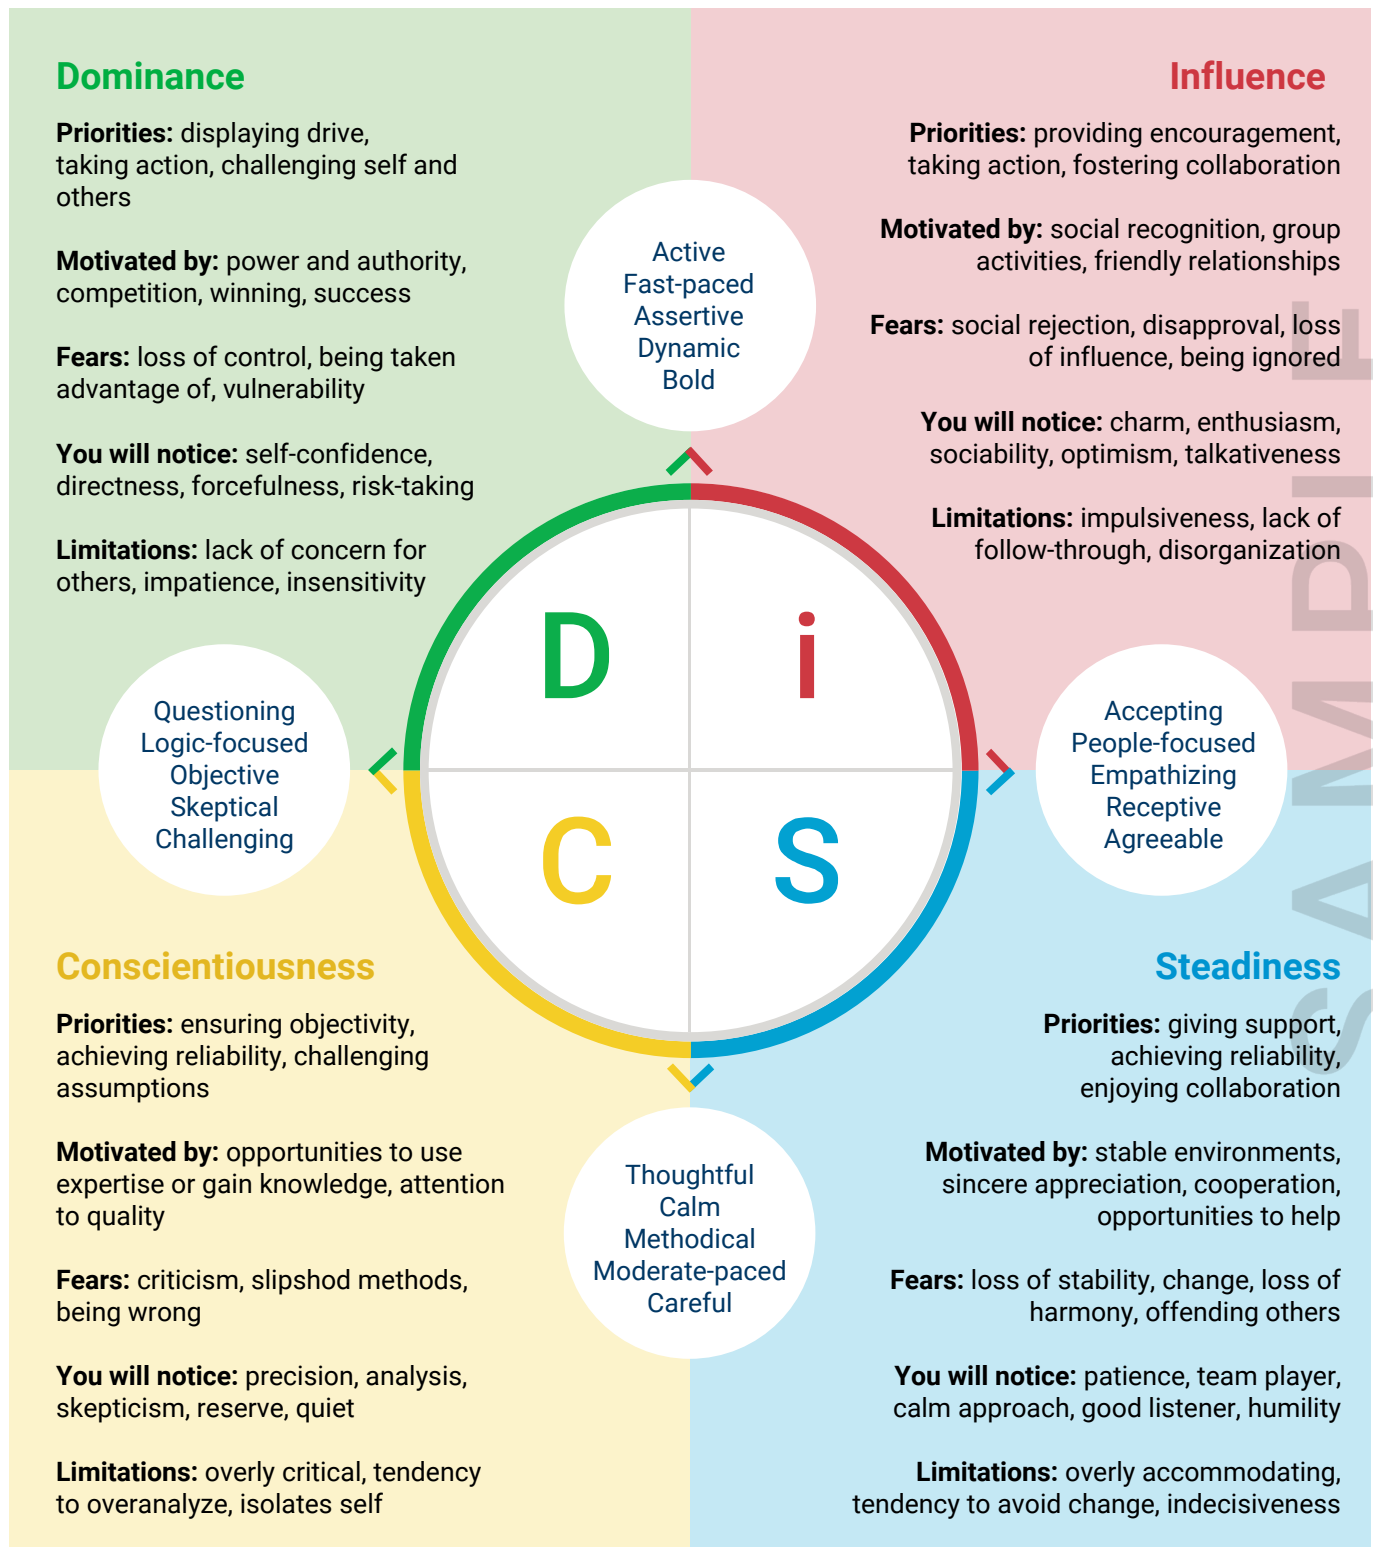 Dominance
Priorities: displaying drive,
taking action, challenging self and
others
Motivated by: power and authority,
competition, winning, success
Fears: loss of control, being taken
advantage of, vulnerability
You will notice: self-confidence,
directness, forcefulness, risk-taking
Limitations: lack of concern for
others, impatience, insensitivity
Influence
Priorities: providing encouragement,
taking action, fostering collaboration
Motivated by: social recognition, group
activities, friendly relationships
Fears: social rejection, disapproval, loss
of influence, being ignored
You will notice: charm, enthusiasm,
sociability, optimism, talkativeness
Limitations: impulsiveness, lack of
follow-through, disorganization
Active
Fast-paced
Assertive
Dynamic
Bold
D
i
Questioning
Logic-focused
Objective
Skeptical
Challenging
Accepting
People-focused
Empathizing
Receptive
Agreeable
C
S
Conscientiousness
Priorities: ensuring objectivity,
achieving reliability, challenging
assumptions
Motivated by: opportunities to use
expertise or gain knowledge, attention
to quality
Fears: criticism, slipshod methods,
being wrong
You will notice: precision, analysis,
skepticism, reserve, quiet
Limitations: overly critical, tendency
to overanalyze, isolates self
Thoughtful
Calm
Methodical
Moderate-paced
Careful
Steadiness
Priorities: giving support,
achieving reliability,
enjoying collaboration
Motivated by: stable environments,
sincere appreciation, cooperation,
opportunities to help
Fears: loss of stability, change, loss of
harmony, offending others
You will notice: patience, team player,
calm approach, good listener, humility
Limitations: overly accommodating,
tendency to avoid change, indecisiveness
SAMPLE